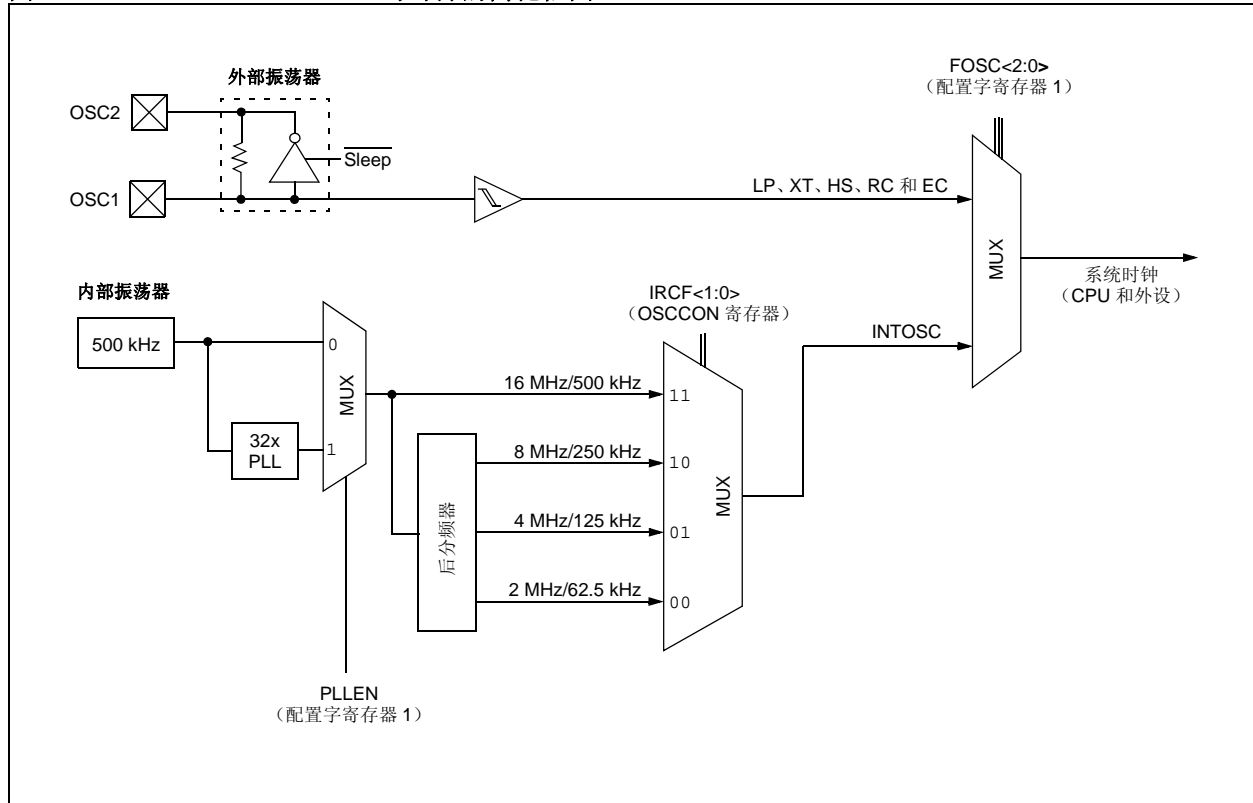 外部振荡器
OSC2
Sleep
OSC1
FOSC<2:0>
（配置字寄存器 1）
LP、XT、HS、RC 和 EC
MUX
系统时钟
（CPU 和外设）
内部振荡器
500 kHz
32x
PLL
0
1
MUX
PLLEN
（配置字寄存器 1）
IRCF<1:0>
（OSCCON 寄存器）
16 MHz/500 kHz
8 MHz/250 kHz
4 MHz/125 kHz
2 MHz/62.5 kHz
后分频器
11
10
01
00
MUX
INTOSC